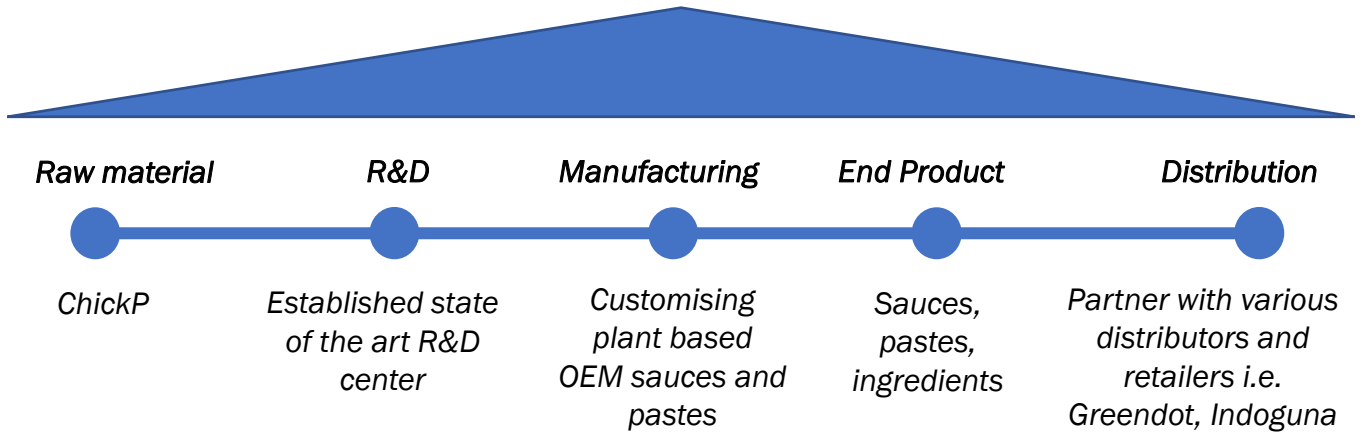 Raw material
R&D
Manufacturing
End Product
Distribution
ChickP
Established state
of the art R&D
center
Customising
plant based
OEM sauces and
pastes
Sauces,
pastes,
ingredients
Partner with various
distributors and
retailers i.e.
Greendot, Indoguna